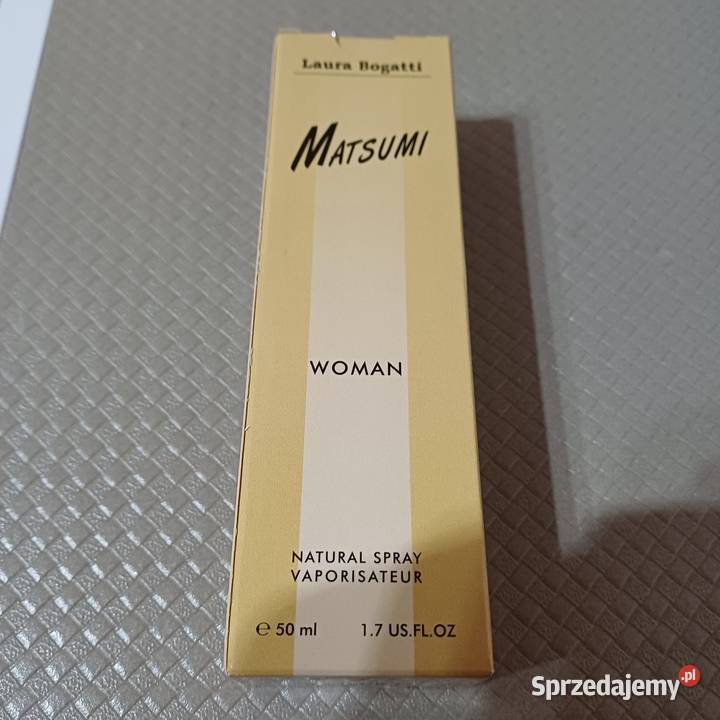 Laura Bogatti
MATSUMI
WOMAN
NATURAL SPRAY
VAPORISATEUR
℮ 50 ml 1.7 US.FL.OZ
Sprzedajemy.pl